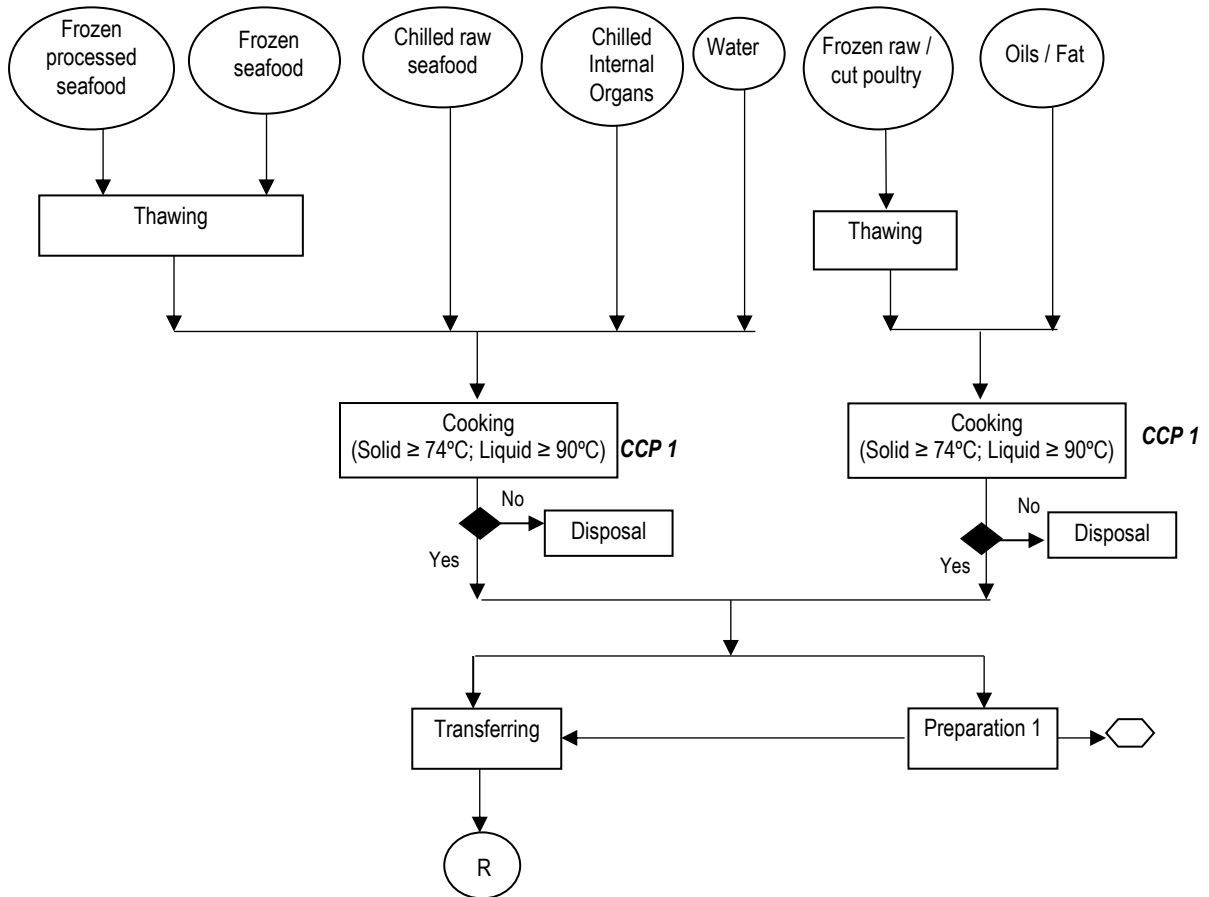 Frozen
processed
seafood
Frozen
seafood
Chilled raw
seafood
Chilled
Internal
Organs
Water
Frozen raw /
cut poultry
Oils / Fat
Thawing
Thawing
Cooking
(Solid ≥ 74ºC; Liquid ≥ 90ºC)
CCP 1
Cooking
(Solid ≥ 74ºC; Liquid ≥ 90ºC)
CCP 1
No
Disposal
Yes
No
Disposal
Yes
Transferring
Preparation 1
R